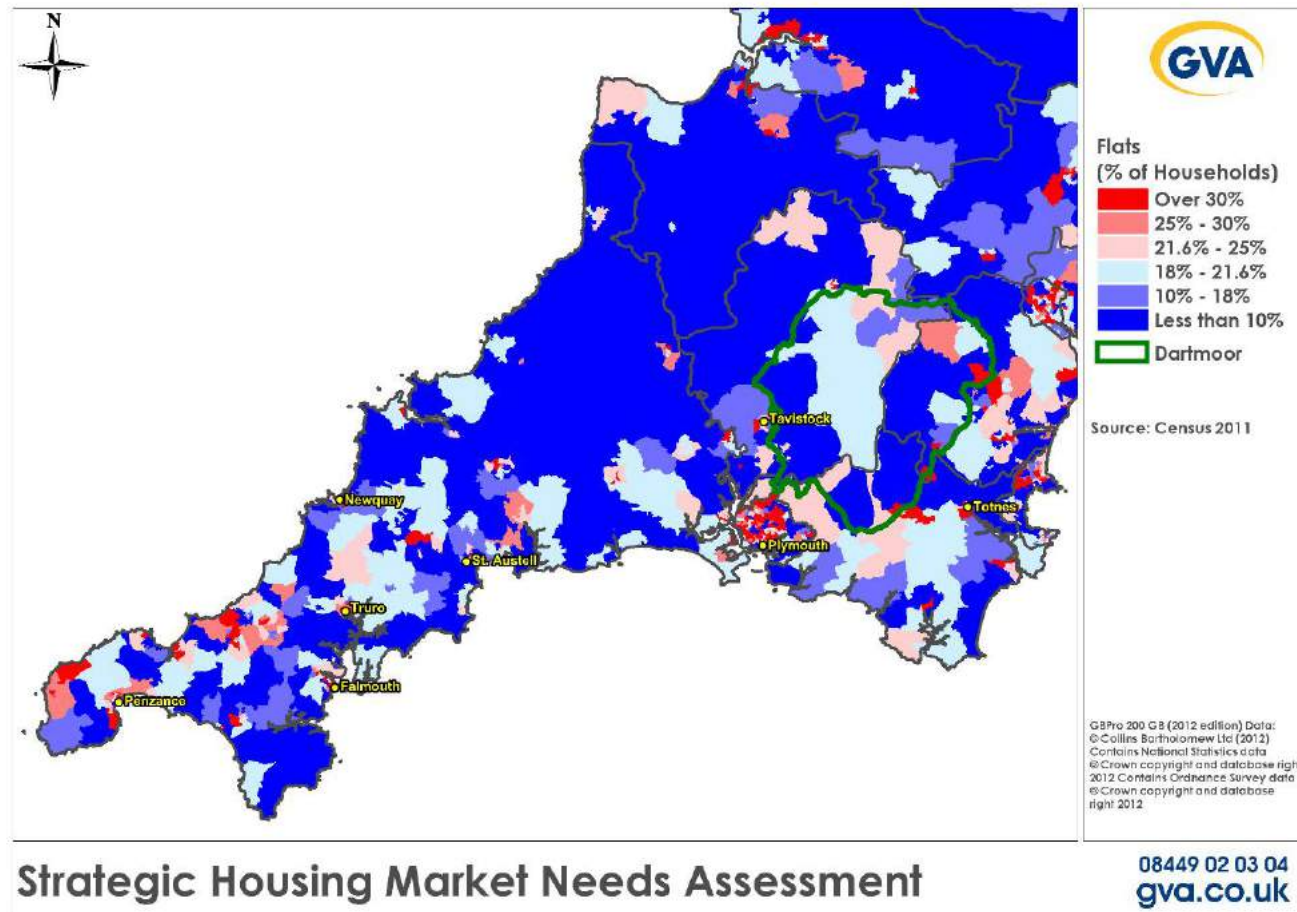 N
GVA
Flats
(% of Households)
Over 30%
25% - 30%
21.6% - 25%
18% - 21.6%
10% - 18%
Less than 10%
Dartmoor
Source: Census 2011
Tavistock
Newquay
Totnes
Plymouth
St. Austell
Truro
Falmouth
Penzance
GBPro 200 GB (2012 edition) Data:
© Collins Bartholomew Ltd (2012)
Contains National Statistics data
© Crown copyright and database righ
2012 Contains Ordnance Survey data
© Crown copyright and database
right 2012
Strategic Housing Market Needs Assessment
08449 02 03 04
gva.co.uk